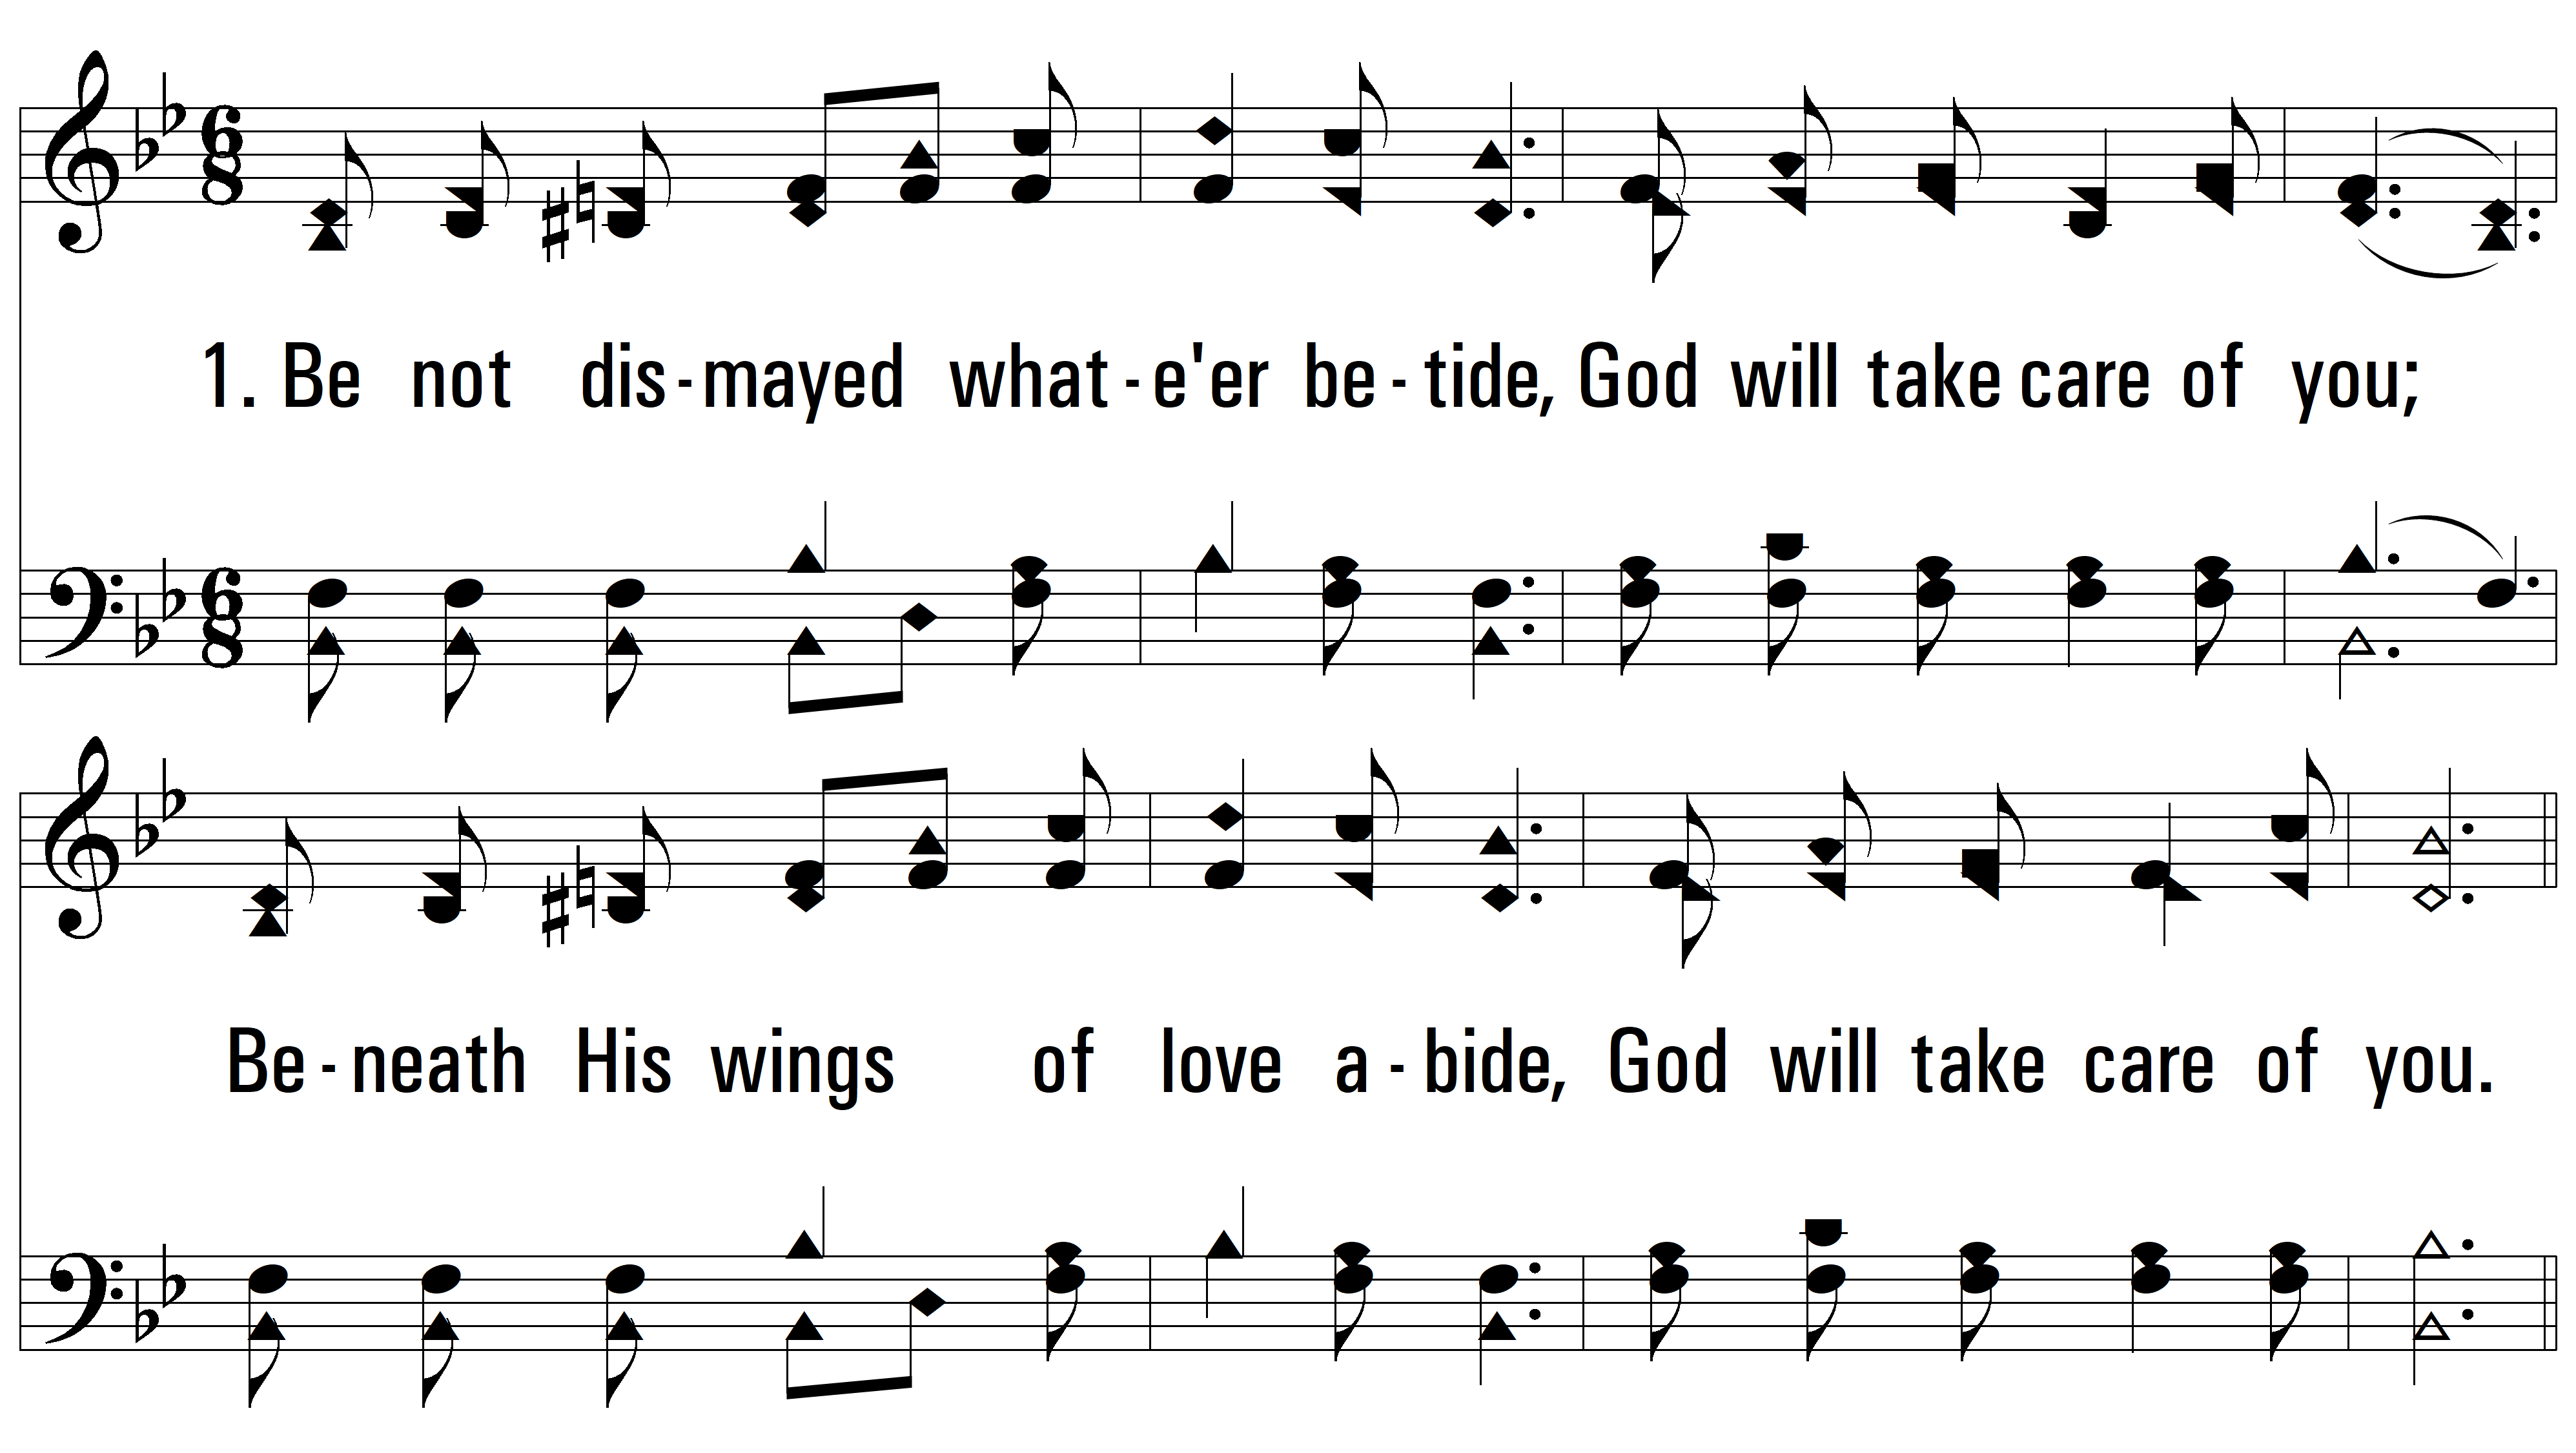 1. Be not dis-mayed what-e'er be-tide, God will take care of you;
Be-neath His wings of love a-bide, God will take care of you.